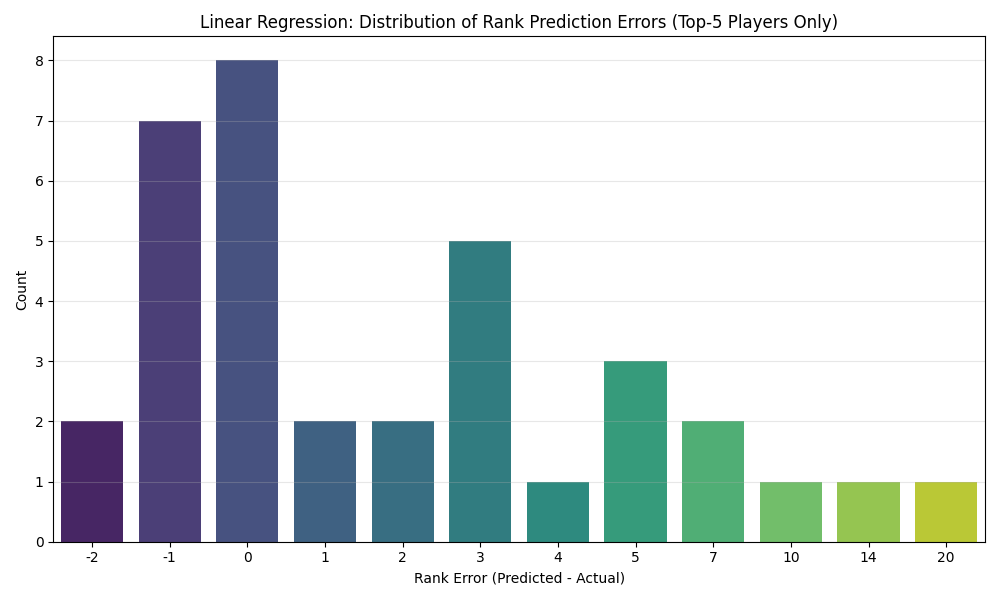 Linear Regression: Distribution of Rank Prediction Errors (Top-5 Players Only)
8
7
6
5
4
3
2
1
0
Count
-2 -1 0 1 2 3 4 5 7 10 14 20
Rank Error (Predicted - Actual)